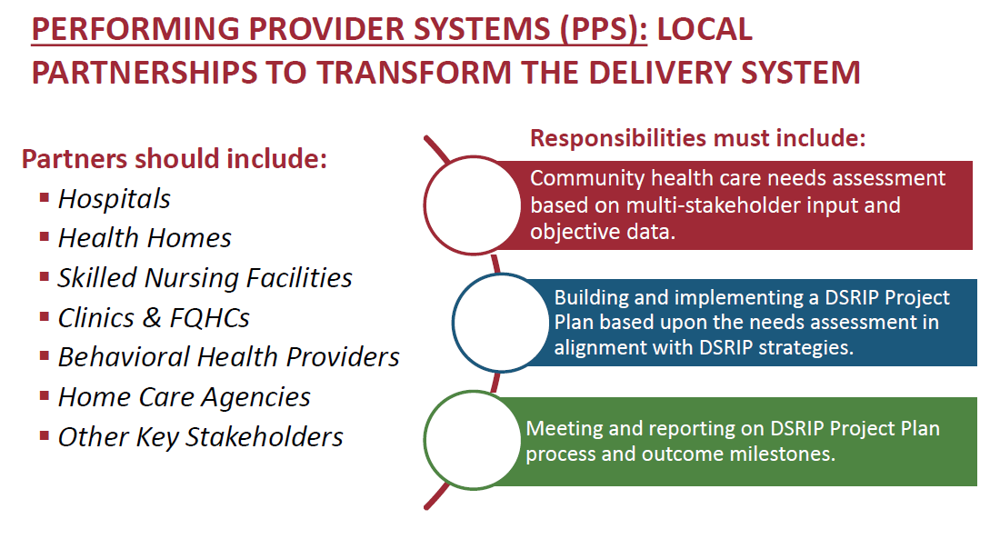 PERFORMING PROVIDER SYSTEMS (PPS): LOCAL
PARTNERSHIPS TO TRANSFORM THE DELIVERY SYSTEM
Partners should include:
▪ Hospitals
▪ Health Homes
▪ Skilled Nursing Facilities
▪ Clinics & FQHCs
▪ Behavioral Health Providers
▪ Home Care Agencies
▪ Other Key Stakeholders
Responsibilities must include:
Community health care needs assessment
based on multi-stakeholder input and
objective data.
Building and implementing a DSRIP Project
Plan based upon the needs assessment in
alignment with DSRIP strategies.
Meeting and reporting on DSRIP Project Plan
process and outcome milestones.